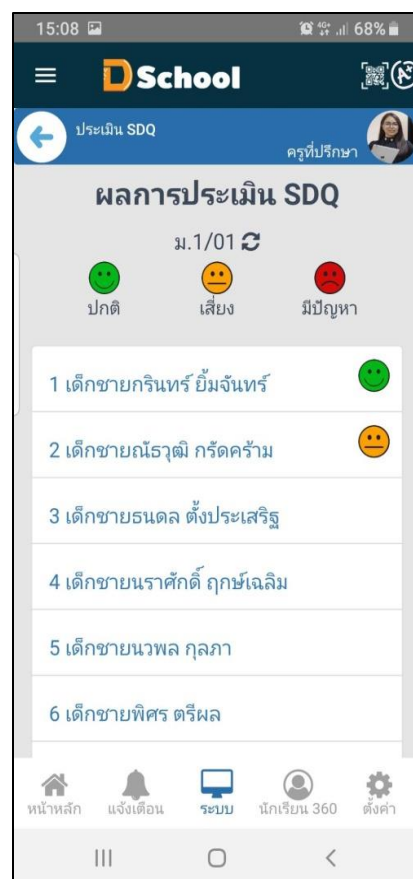 15:08 4G+ 68%
DSchool
ประเมิน SDQ
ครูที่ปรึกษา
ผลการประเมิน SDQ
ม.1/01
ปกติ เสี่ยง มีปัญหา
1 เด็กชายกรินทร์ ยิ้มจันทร์
2 เด็กชายณัธวุฒิ กรัดคร้าม
3 เด็กชายธนดล ตั้งประเสริฐ
4 เด็กชายนราศักดิ์ ฤกษ์เฉลิม
5 เด็กชายนวพล กุลภา
6 เด็กชายพิศร ตรีผล
หน้าหลัก แจ้งเตือน ระบบ นักเรียน 360 ตั้งค่า